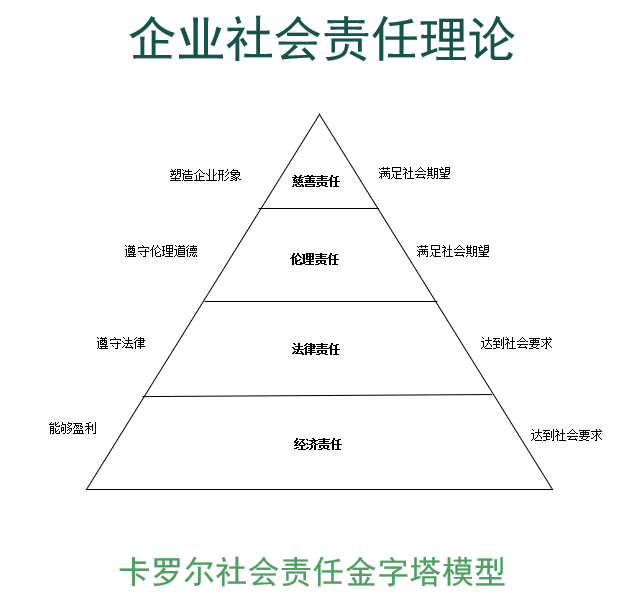 企业社会责任理论
塑造企业形象
慈善责任
满足社会期望
遵守伦理道德
伦理责任
满足社会期望
遵守法律
法律责任
达到社会要求
能够盈利
经济责任
达到社会要求
卡罗尔社会责任金字塔模型